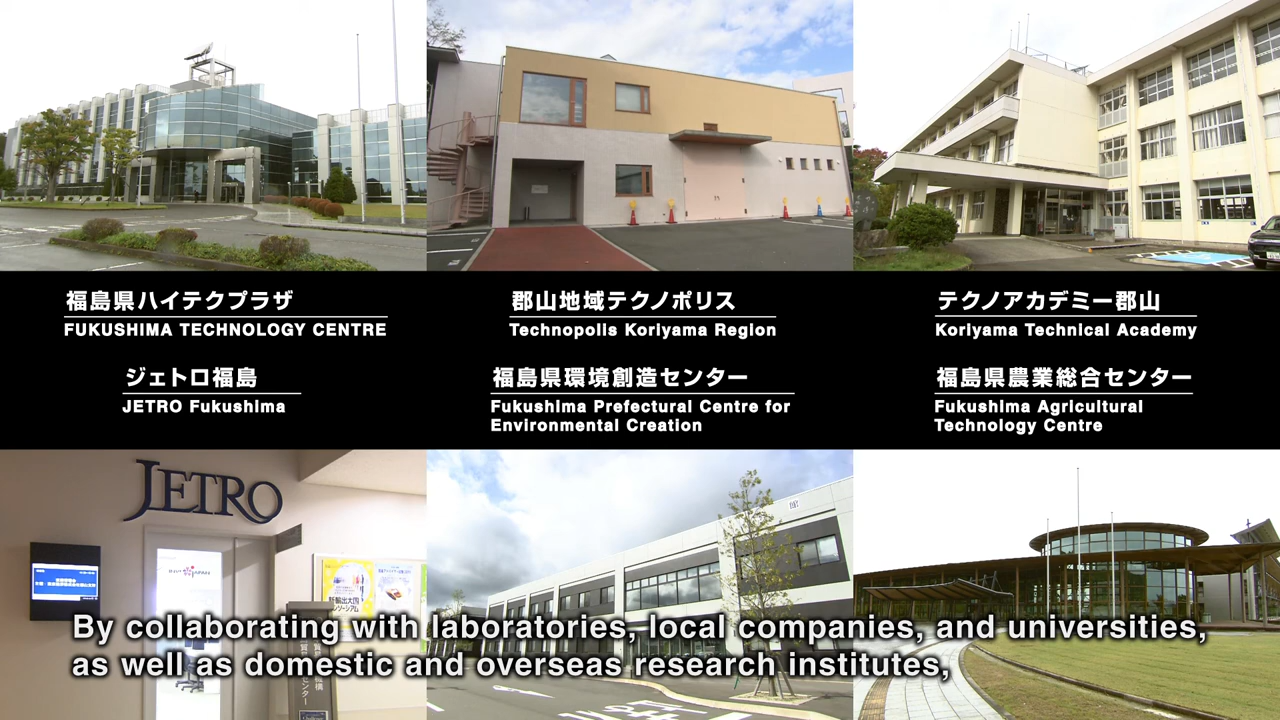 福島県ハイテクプラザ
FUKUSHIMA TECHNOLOGY CENTRE
郡山地域テクノポリス
Technopolis Koriyama Region
テクノアカデミー郡山
Koriyama Technical Academy
ジェトロ福島
JETRO Fukushima
福島県環境創造センター
Fukushima Prefectural Centre for
Environmental Creation
福島県農業総合センター
Fukushima Agricultural
Technology Centre
JETRO
新輸出大国
By collaborating with laboratories, local companies, and universities,
as well as domestic and overseas research institutes,